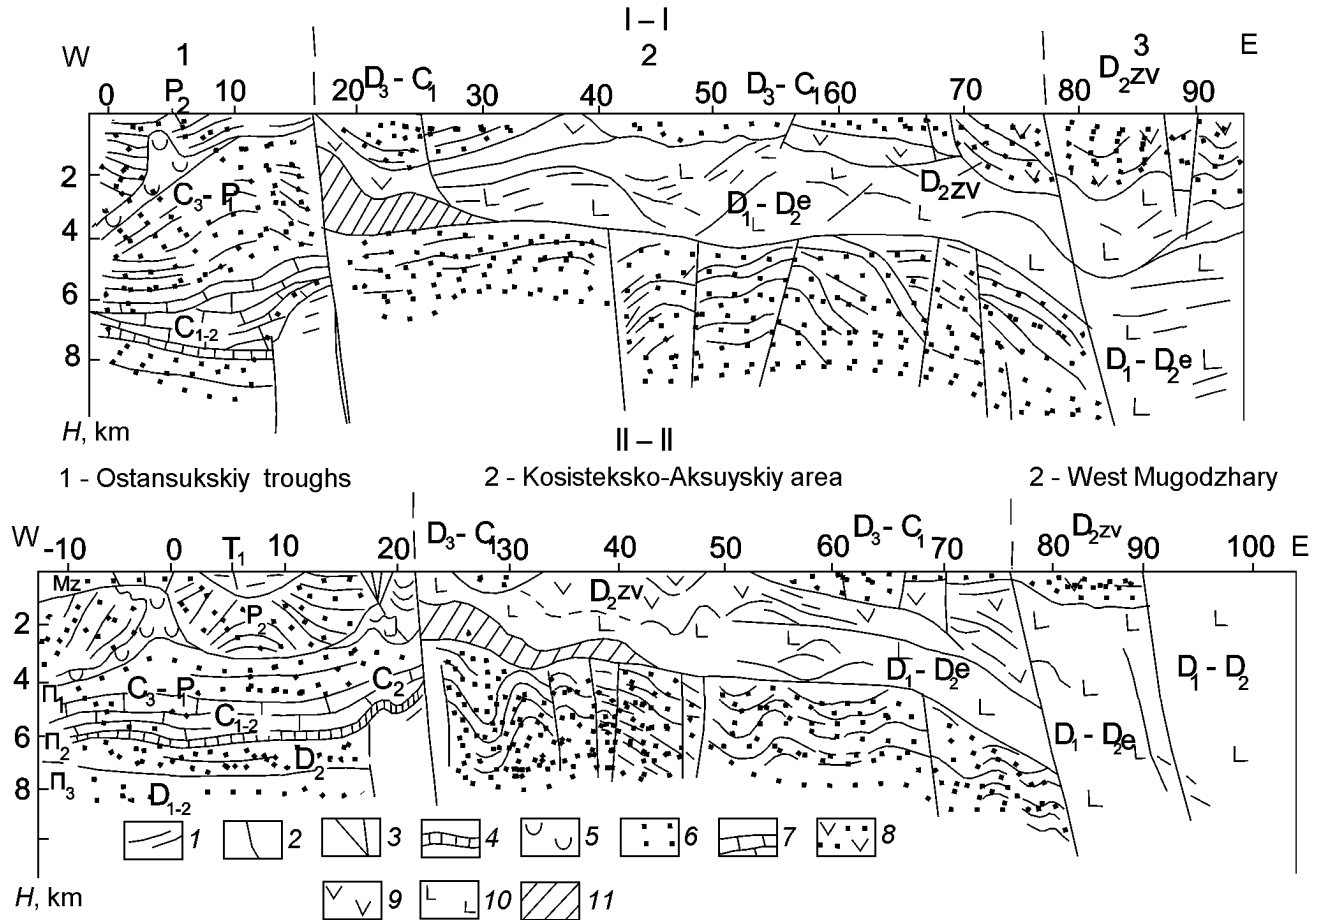 I – I
W 1 2 3 E
0 P2 10 20 D3 – C1 30 40 50 D3 – C1 60 70 80 D2zv 90
2
C3 – P1 D2zv
D1 – D2e
4
6
C1-2
8 D1 – D2e
H, km
II – II
1 - Ostansukskiy troughs 2 - Kosisteksko-Aksuyskiy area 2 - West Mugodzhary
W -10 0 T1 10 20 D3 – C1 30 40 50 60 D3 – C1 70 80 D2zv 90 100 E
Mz D2zv
2 P2
4 C3 – P1 C2 D1 – D2e D1 – D2
П1
C1-2
6 П2 D2 D1 – D2e
8 П3 D1-2
1 2 3 4 5 6 7 8
H, km 9 10 11